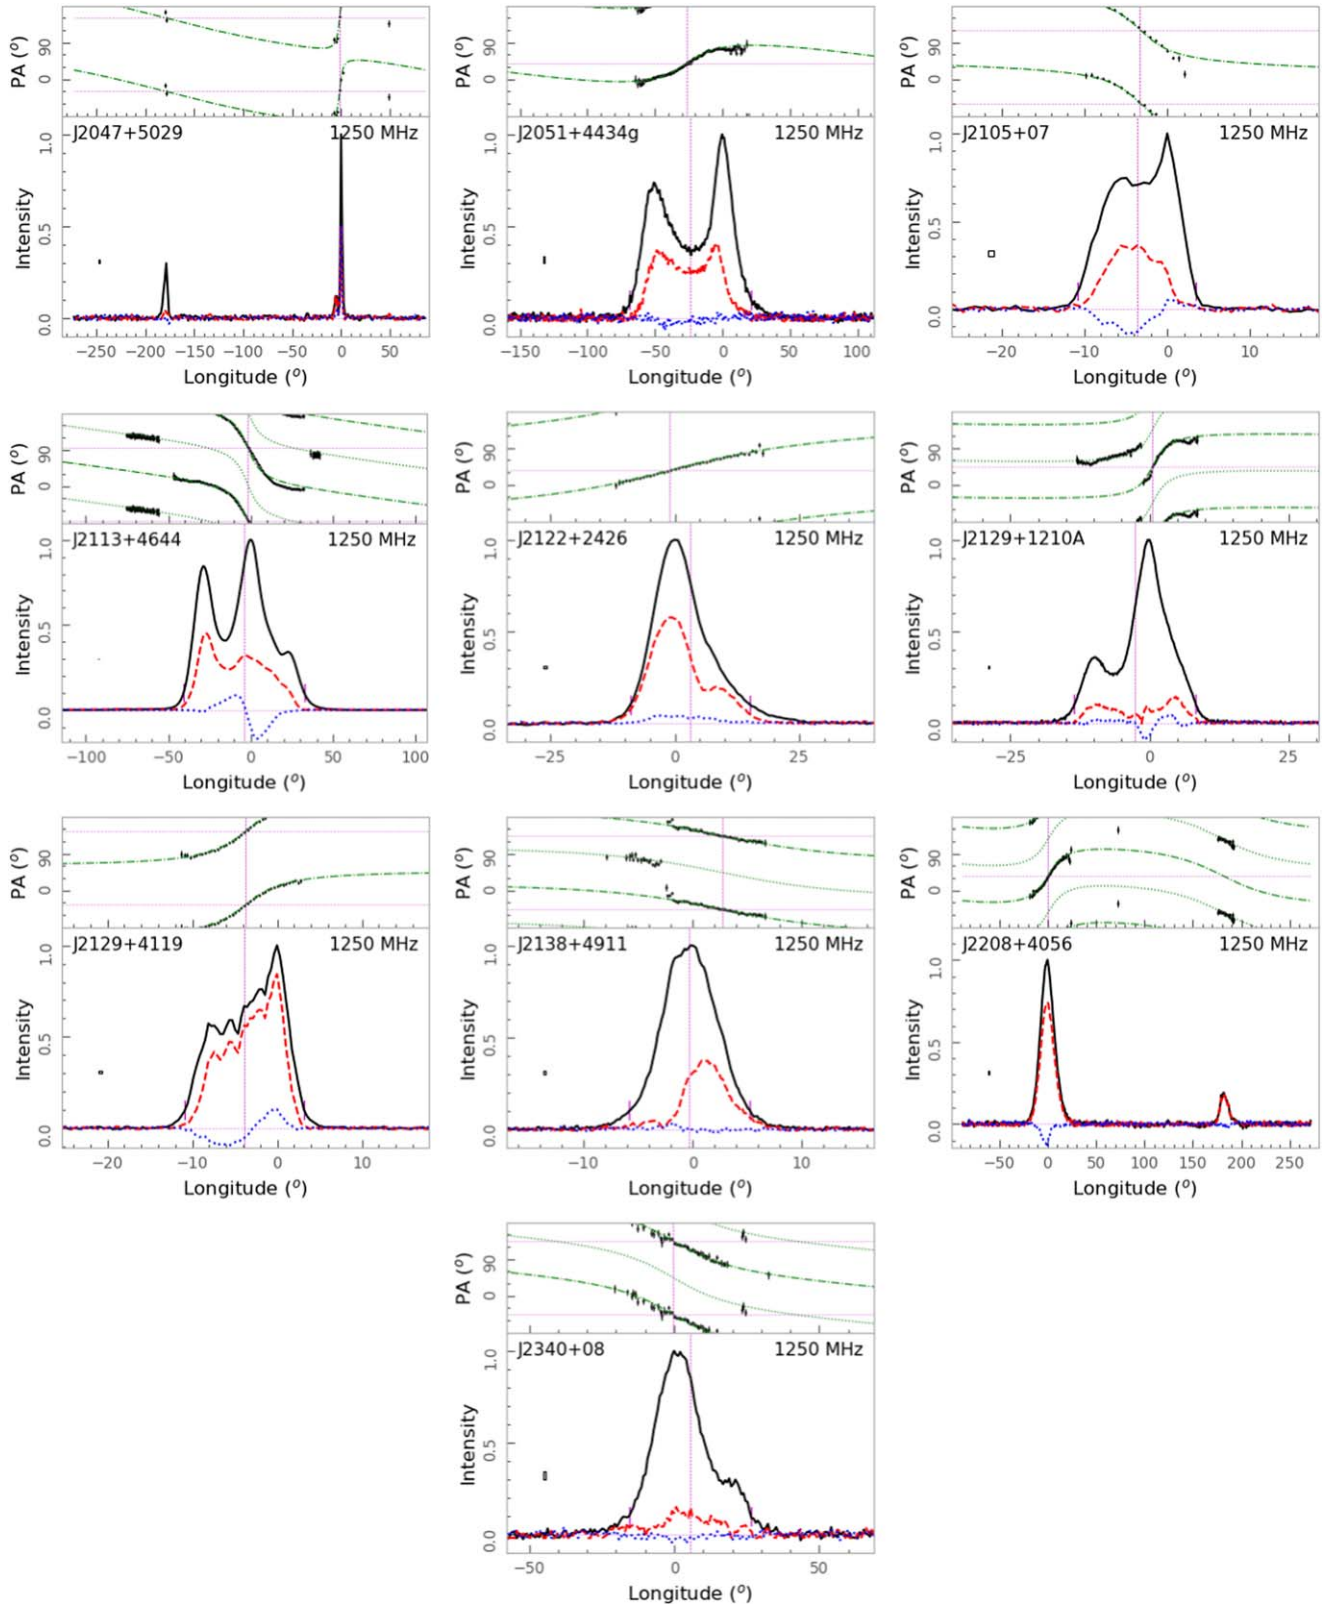 PA (°)
90
0
J2047+5029 1250 MHz
Intensity
1.0
0.5
0.0
−250 −200 −150 −100 −50 0 50
Longitude (°)
PA (°)
90
0
J2051+4434g 1250 MHz
Intensity
1.0
0.5
0.0
−150 −100 −50 0 50 100
Longitude (°)
PA (°)
90
0
J2105+07 1250 MHz
Intensity
1.0
0.5
0.0
−20 −10 0 10
Longitude (°)
PA (°)
90
0
J2113+4644 1250 MHz
Intensity
1.0
0.5
0.0
−100 −50 0 50 100
Longitude (°)
PA (°)
90
0
J2122+2426 1250 MHz
Intensity
1.0
0.5
0.0
−25 0 25
Longitude (°)
PA (°)
90
0
J2129+1210A 1250 MHz
Intensity
1.0
0.5
0.0
−25 0 25
Longitude (°)
PA (°)
90
0
J2129+4119 1250 MHz
Intensity
1.0
0.5
0.0
−20 −10 0 10
Longitude (°)
PA (°)
90
0
J2138+4911 1250 MHz
Intensity
1.0
0.5
0.0
−10 0 10
Longitude (°)
PA (°)
90
0
J2208+4056 1250 MHz
Intensity
1.0
0.5
0.0
−50 0 50 100 150 200 250
Longitude (°)
PA (°)
90
0
J2340+08 1250 MHz
Intensity
1.0
0.5
0.0
−50 0 50
Longitude (°)